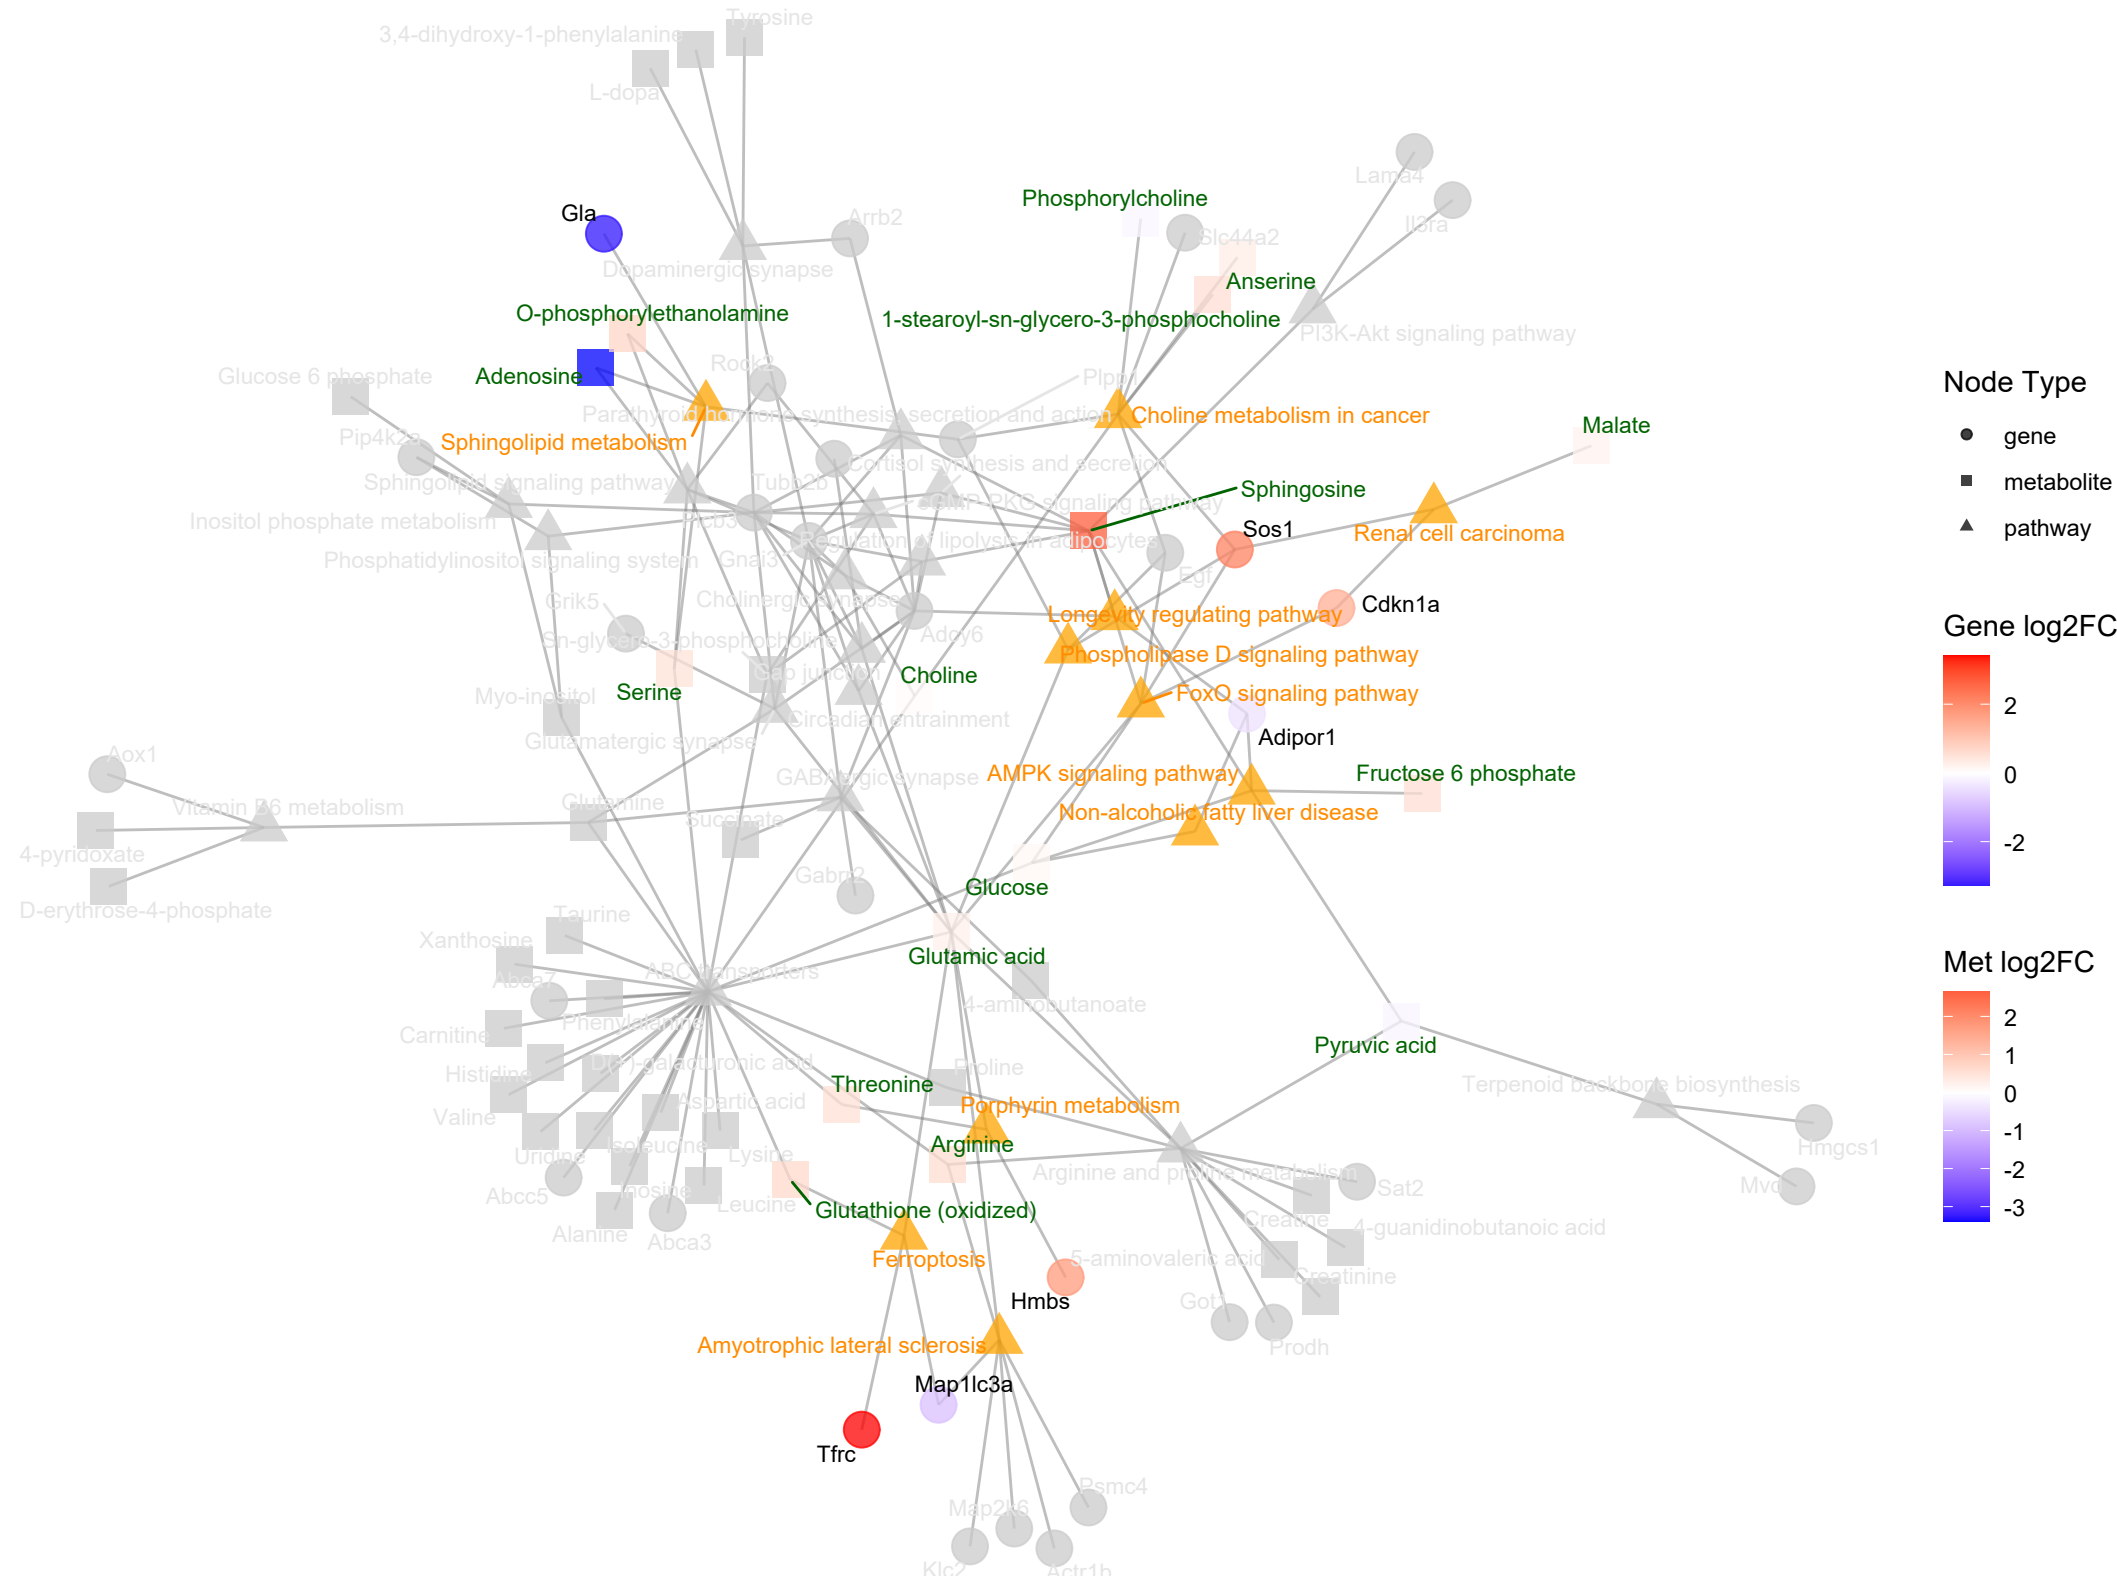 Tyrosine
3,4-dihydroxy-1-phenylalanine
L-dopa
Lama4
Phosphorylcholine
Gla
Arrb2
Il3ra
Slc44a2
Dopaminergic synapse
Anserine
O-phosphorylethanolamine
1-stearoyl-sn-glycero-3-phosphocholine
PI3K-Akt signaling pathway
Rock2
Glucose 6 phosphate
Adenosine
Plpp1
Node Type
Parathyroid hormone synthesis, secretion and action
Choline metabolism in cancer
Malate
gene
Pip4k2a
Sphingolipid metabolism
Cortisol synthesis and secretion
Sphingolipid signaling pathway
Tubb2b
metabolite
Sphingosine
cGMP-PKG signaling pathway
Inositol phosphate metabolism
Plcb3
Sos1
pathway
Renal cell carcinoma
Regulation of lipolysis in adipocytes
Phosphatidylinositol signaling system
Gnai3
Egf
Grik5
Cholinergic synapse
Cdkn1a
Longevity regulating pathway
Gene log2FC
Sn-glycero-3-phosphocholine
Adcy6
Phospholipase D signaling pathway
Gap junction
Choline
Serine
FoxO signaling pathway
Myo-inositol
2
Circadian entrainment
Glutamatergic synapse
Adipor1
Aox1
GABAergic synapse
AMPK signaling pathway
Fructose 6 phosphate
0
Vitamin B6 metabolism
Glutamine
Succinate
Non-alcoholic fatty liver disease
-2
4-pyridoxate
Gabrr2
Glucose
D-erythrose-4-phosphate
Taurine
Xanthosine
Glutamic acid
Met log2FC
ABC transporters
Abca7
4-aminobutanoate
2
Phenylalanine
Carnitine
Pyruvic acid
1
D(+)-galacturonic acid
Histidine
Proline
Threonine
Terpenoid backbone biosynthesis
0
Aspartic acid
Porphyrin metabolism
Valine
-1
Isoleucine
Arginine
Uridine
Lysine
Hmgcs1
-2
Arginine and proline metabolism
Inosine
Sat2
Mvd
Abcc5
Leucine
-3
Glutathione (oxidized)
Creatine
4-guanidinobutanoic acid
Alanine
Abca3
Ferroptosis
5-aminovaleric acid
Creatinine
Hmbs
Got1
Amyotrophic lateral sclerosis
Prodh
Map1lc3a
Tfrc
Psmc4
Map2k6
Klc2
Actr1b